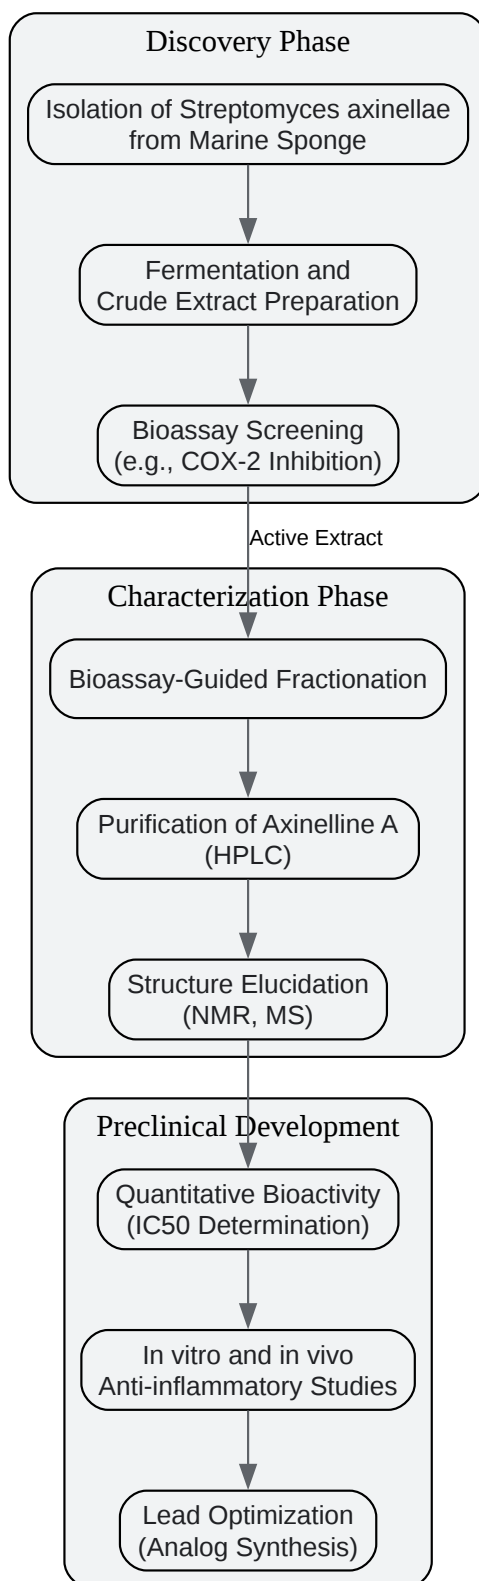 Discovery Phase
Isolation of Streptomyces axinellae
from Marine Sponge
Fermentation and
Crude Extract Preparation
Bioassay Screening
(e.g., COX-2 Inhibition)
Active Extract
Characterization Phase
Bioassay-Guided Fractionation
Purification of Axinelline A
(HPLC)
Structure Elucidation
(NMR, MS)
Preclinical Development
Quantitative Bioactivity
(IC50 Determination)
In vitro and in vivo
Anti-inflammatory Studies
Lead Optimization
(Analog Synthesis)